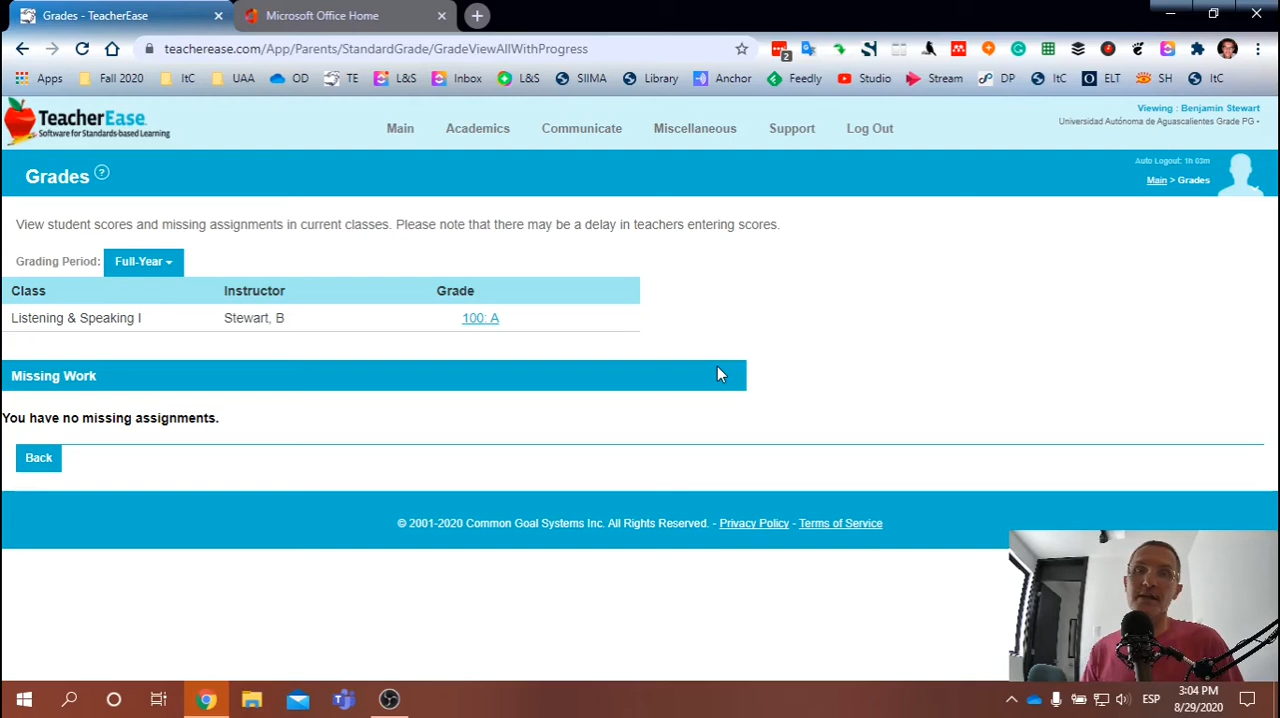 Grades - TeacherEase
Microsoft Office Home
teacherease.com/App/Parents/StandardGrade/GradeViewAllWithProgress
2
Apps Fall 2020 ItC UAA OD TE L&S Inbox L&S SIIMA Library Anchor Feedly Studio Stream DP ItC ELT SH ItC
TeacherEase
Software for Standards-based Learning
Main Academics Communicate Miscellaneous Support Log Out
Viewing : Benjamin Stewart
Universidad Autónoma de Aguascalientes Grade PG -
Grades ?
Auto Logout: 1h 03m
Main > Grades
View student scores and missing assignments in current classes. Please note that there may be a delay in teachers entering scores.
Grading Period: Full-Year
Class Instructor Grade
Listening & Speaking I Stewart, B 100: A
Missing Work
You have no missing assignments.
Back
© 2001-2020 Common Goal Systems Inc. All Rights Reserved. - Privacy Policy - Terms of Service
ESP
3:04 PM
8/29/2020